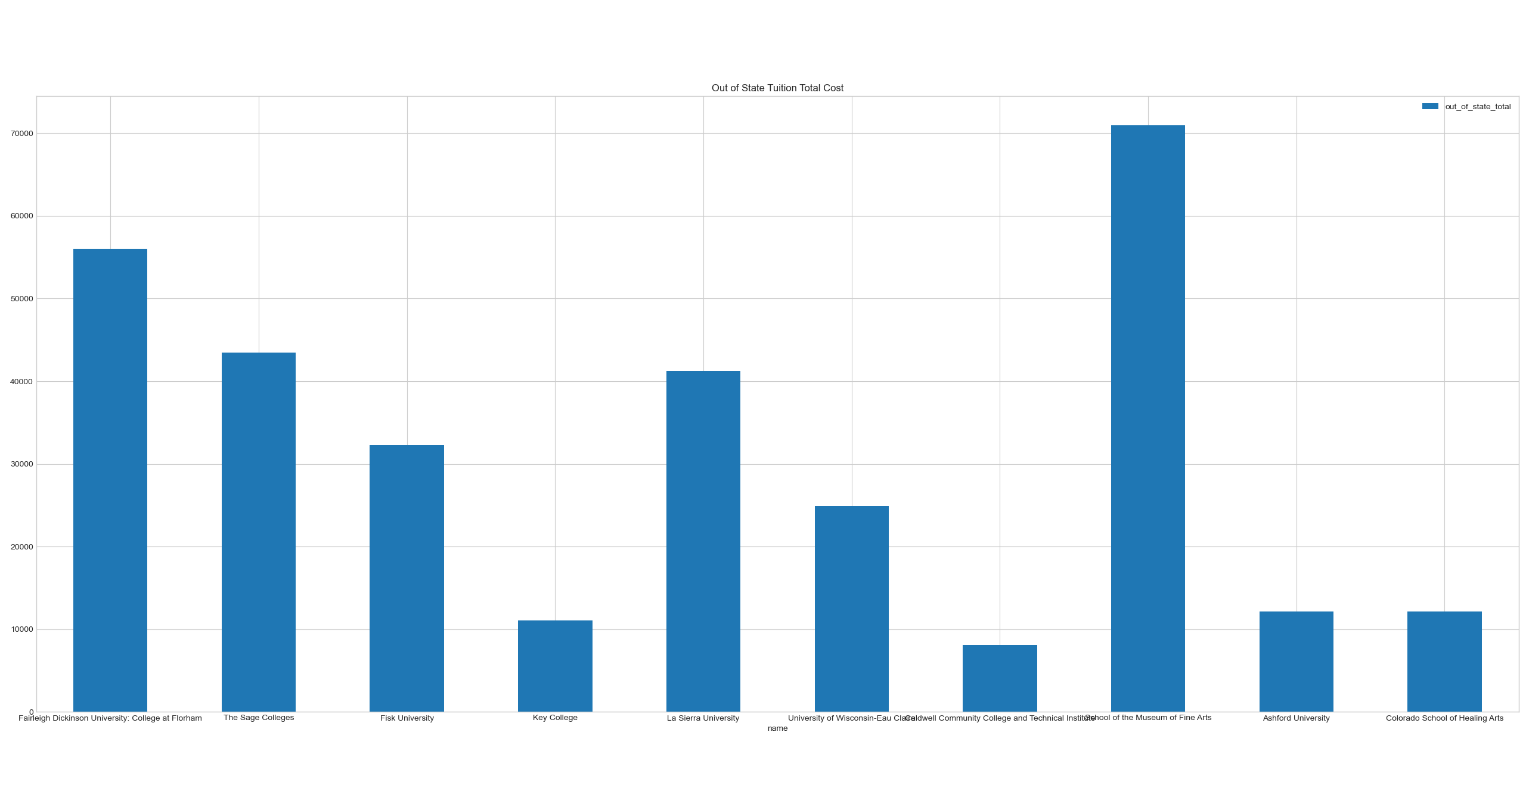 Out of State Tuition Total Cost
out_of_state_total
70000
60000
50000
40000
30000
20000
10000
0
Fairleigh Dickinson University: College at Florham
The Sage Colleges
Fisk University
Key College
La Sierra University
University of Wisconsin-Eau Claire
Caldwell Community College and Technical Institute
School of the Museum of Fine Arts
Ashford University
Colorado School of Healing Arts
name